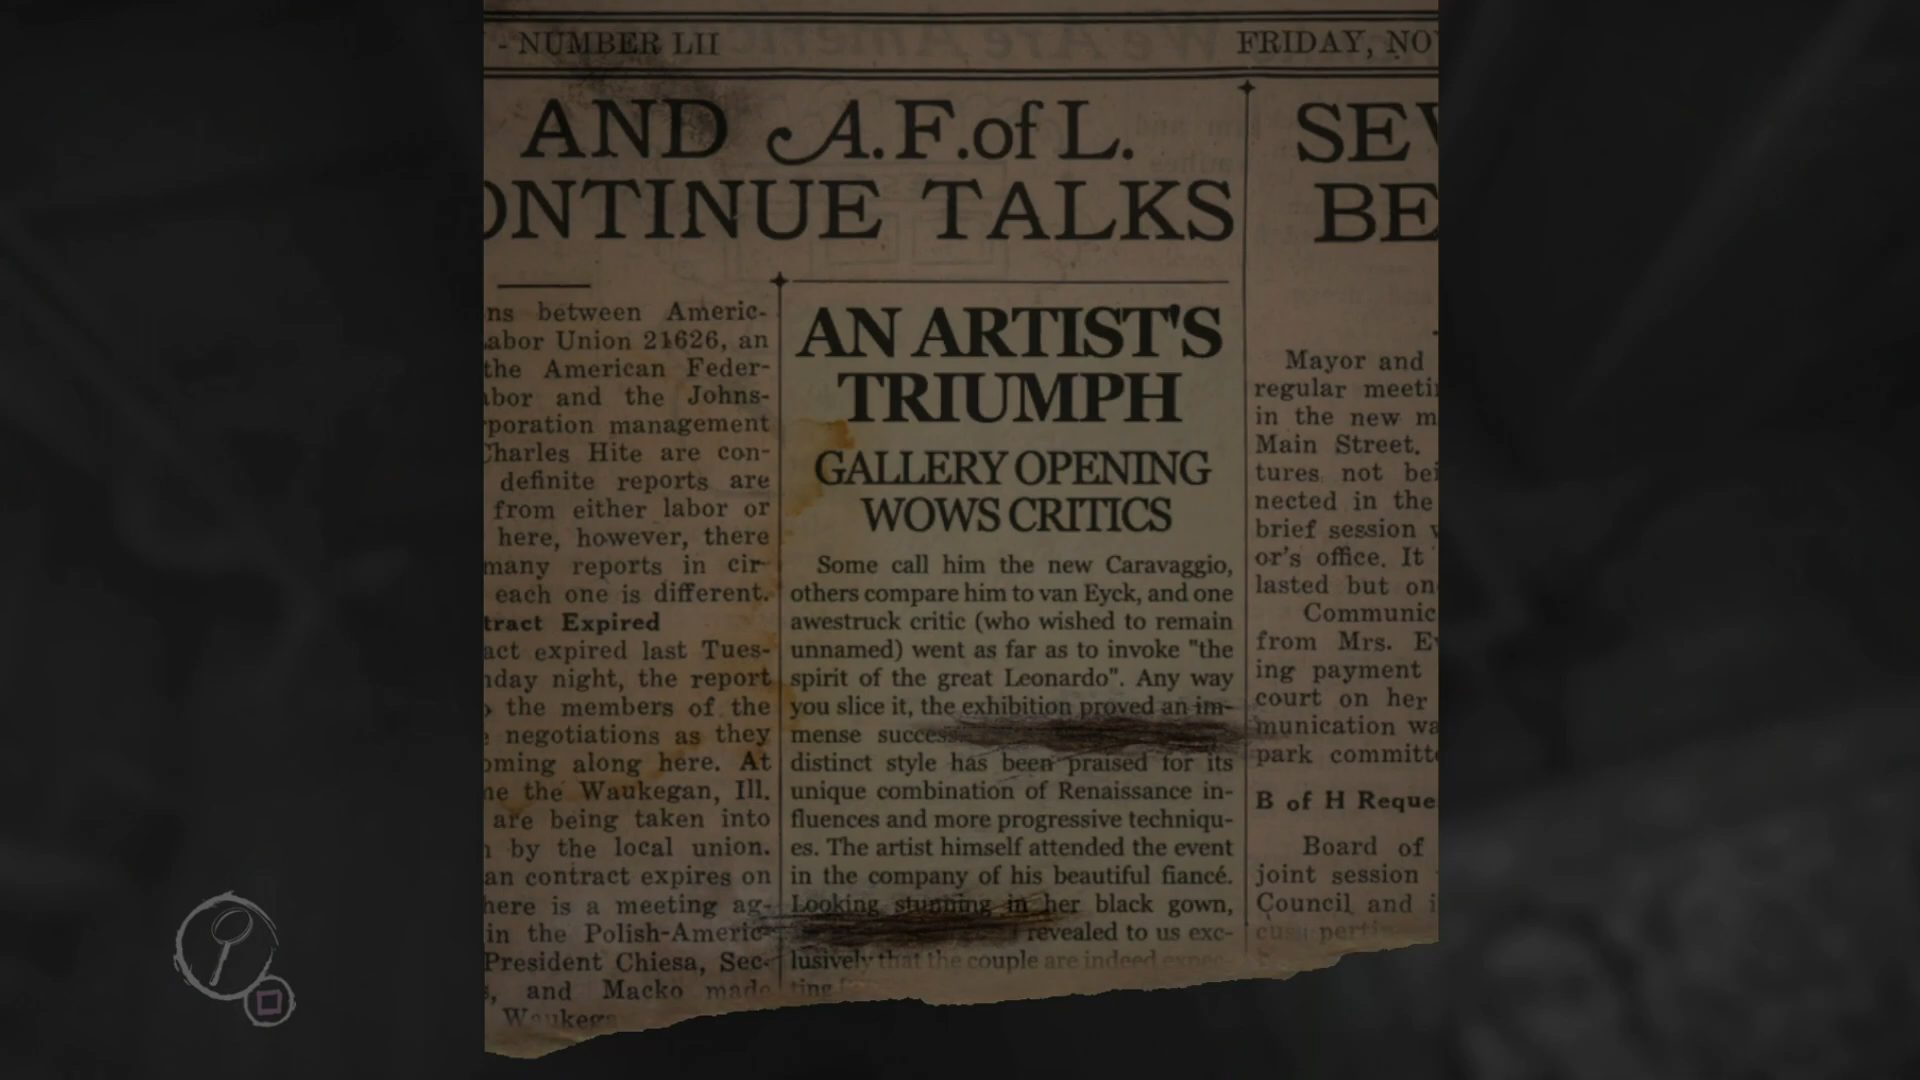 - NUMBER LII
FRIDAY, NO
AND A.F.of L.
ONTINUE TALKS
ns between Americ-
abor Union 21626, an
the American Feder-
abor and the Johns-
poration management
Charles Hite are con-
definite reports are
from either labor or
here, however, there
many reports in cir-
each one is different.
tract Expired
act expired last Tues-
day night, the report
the members of the
negotiations as they
oming along here. At
me the Waukegan, Ill.
are being taken into
by the local union.
an contract expires on
here is a meeting ag-
in the Polish-Americ-
President Chiesa, Sec-
, and Macko made
Waukega
AN ARTIST'S
TRIUMPH
GALLERY OPENING
WOWS CRITICS
Some call him the new Caravaggio,
others compare him to van Eyck, and one
awestruck critic (who wished to remain
unnamed) went as far as to invoke "the
spirit of the great Leonardo". Any way
you slice it, the exhibition proved an im-
mense succes
distinct style has been praised for its
unique combination of Renaissance in-
fluences and more progressive techniqu-
es. The artist himself attended the event
in the company of his beautiful fiancé.
Looking stunning in her black gown,
revealed to us exc-
lusively that the couple are indeed expec-
ting
SEV
BE
Mayor and
regular meeti
in the new m
Main Street.
tures not bei
nected in the
brief session w
or's office. It
lasted but on
Communic
from Mrs. Ev
ing payment
court on her
munication wa
park committe
B of H Reque
Board of
joint session
Council and i
cuss pertin